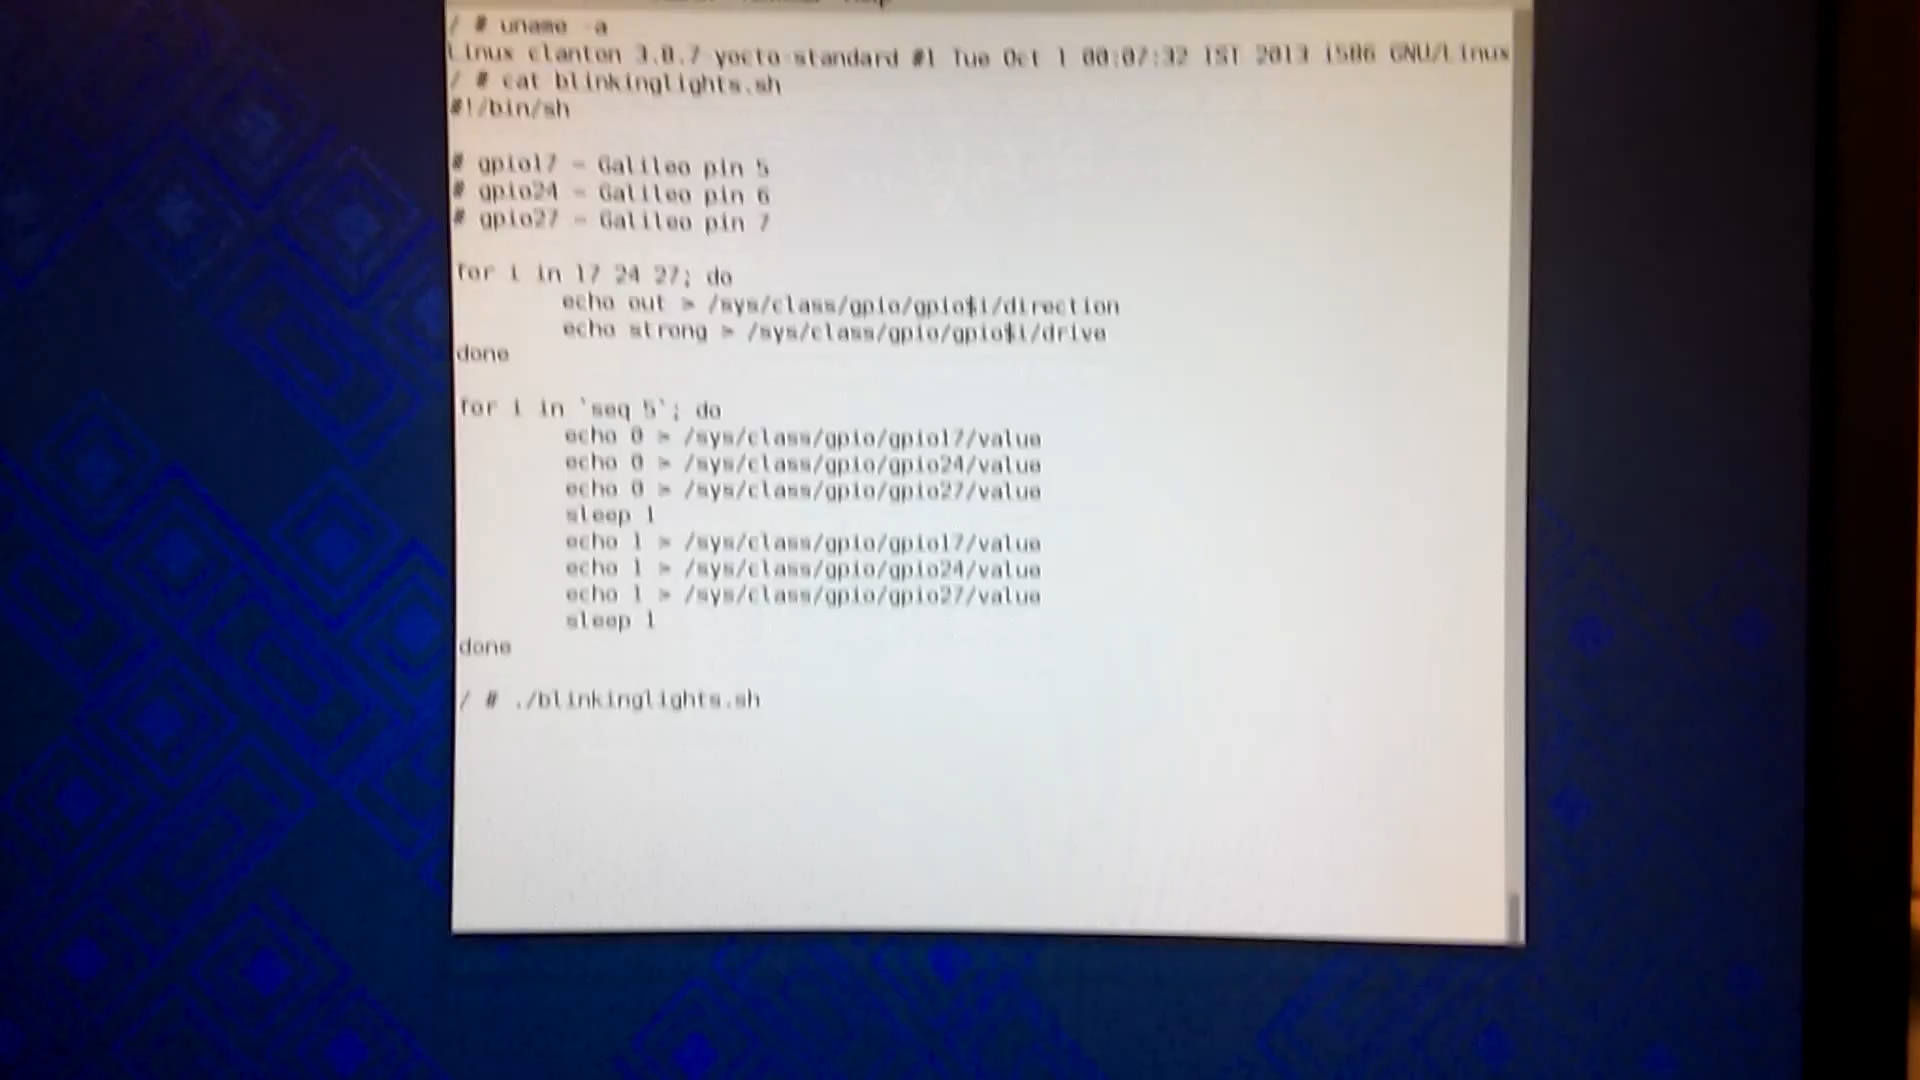 / # uname -a
Linux clanton 3.8.7-yocto-standard #1 Tue Oct 1 00:07:32 IST 2013 i586 GNU/Linux
/ # cat blinkinglights.sh
#!/bin/sh
# gpio17 - Galileo pin 5
# gpio24 - Galileo pin 6
# gpio27 - Galileo pin 7
for i in 17 24 27; do
echo out > /sys/class/gpio/gpio$i/direction
echo strong > /sys/class/gpio/gpio$i/drive
done
for i in `seq 5`; do
echo 0 > /sys/class/gpio/gpio17/value
echo 0 > /sys/class/gpio/gpio24/value
echo 0 > /sys/class/gpio/gpio27/value
sleep 1
echo 1 > /sys/class/gpio/gpio17/value
echo 1 > /sys/class/gpio/gpio24/value
echo 1 > /sys/class/gpio/gpio27/value
sleep 1
done
/ # ./blinkinglights.sh